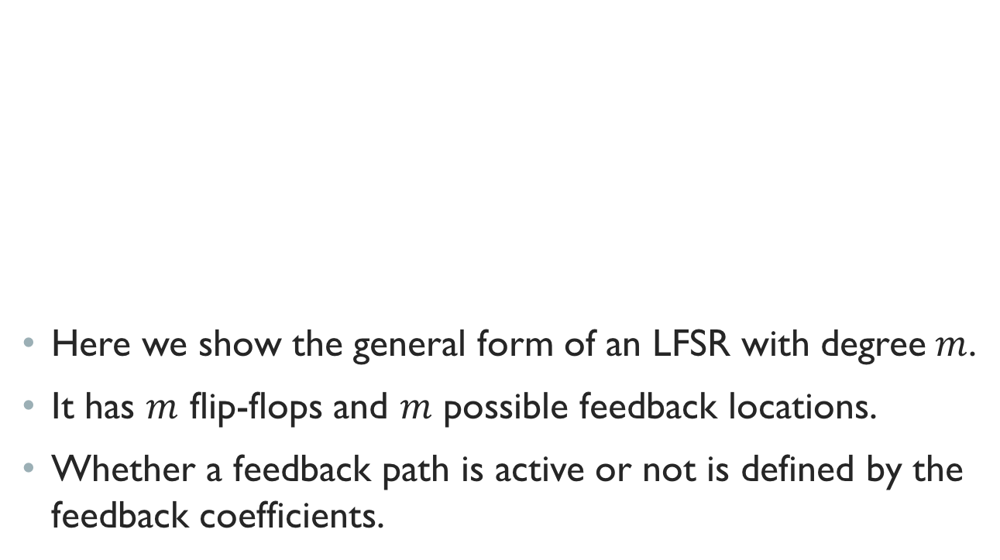 • Here we show the general form of an LFSR with degree m.
• It has m flip-flops and m possible feedback locations.
• Whether a feedback path is active or not is defined by the
feedback coefficients.